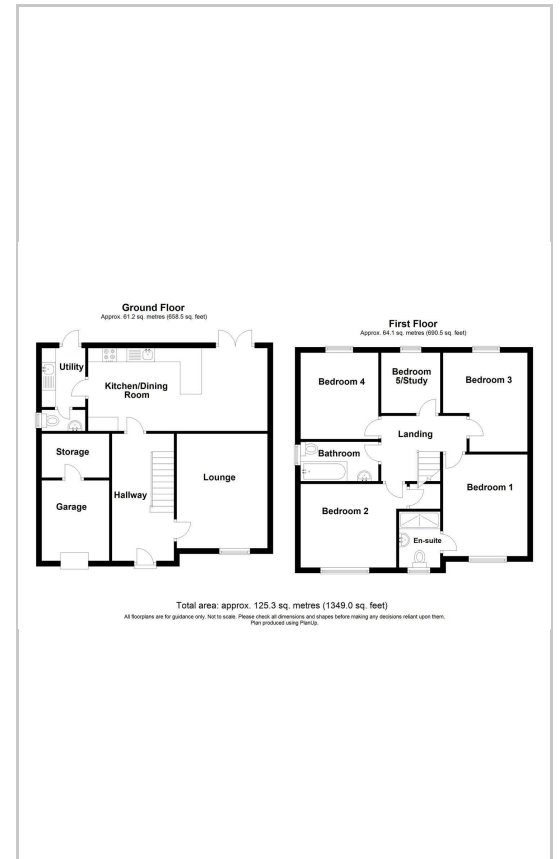 Ground Floor
Approx. 61.2 sq. metres (658.5 sq. feet)
Utility
Kitchen/Dining
Room
Storage
Garage
Hallway
Lounge
First Floor
Approx. 64.1 sq. metres (690.5 sq. feet)
Bedroom 4
Bedroom
5/Study
Bedroom 3
Landing
Bathroom
Bedroom 1
Bedroom 2
En-suite
Total area: approx. 125.3 sq. metres (1349.0 sq. feet)
All floorplans are for guidance only. Not to scale. Please check all dimensions and shapes before making any decisions reliant upon them.
Plan produced using PlanUp.